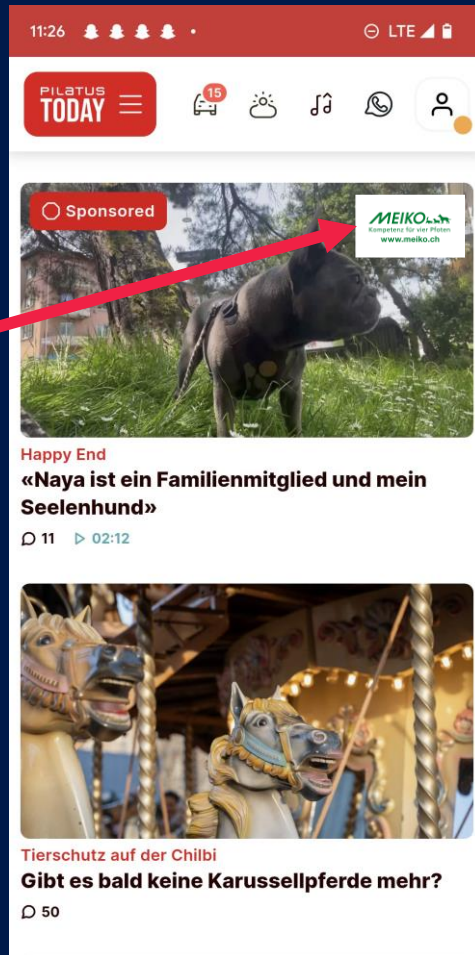 11:26
LTE
PILATUS
TODAY
15
Sponsored
MEIKO
Kompetenz für vier Pfoten
www.meiko.ch
Happy End
«Naya ist ein Familienmitglied und mein
Seelenhund»
11 02:12
Tierschutz auf der Chilbi
Gibt es bald keine Karussellpferde mehr?
50